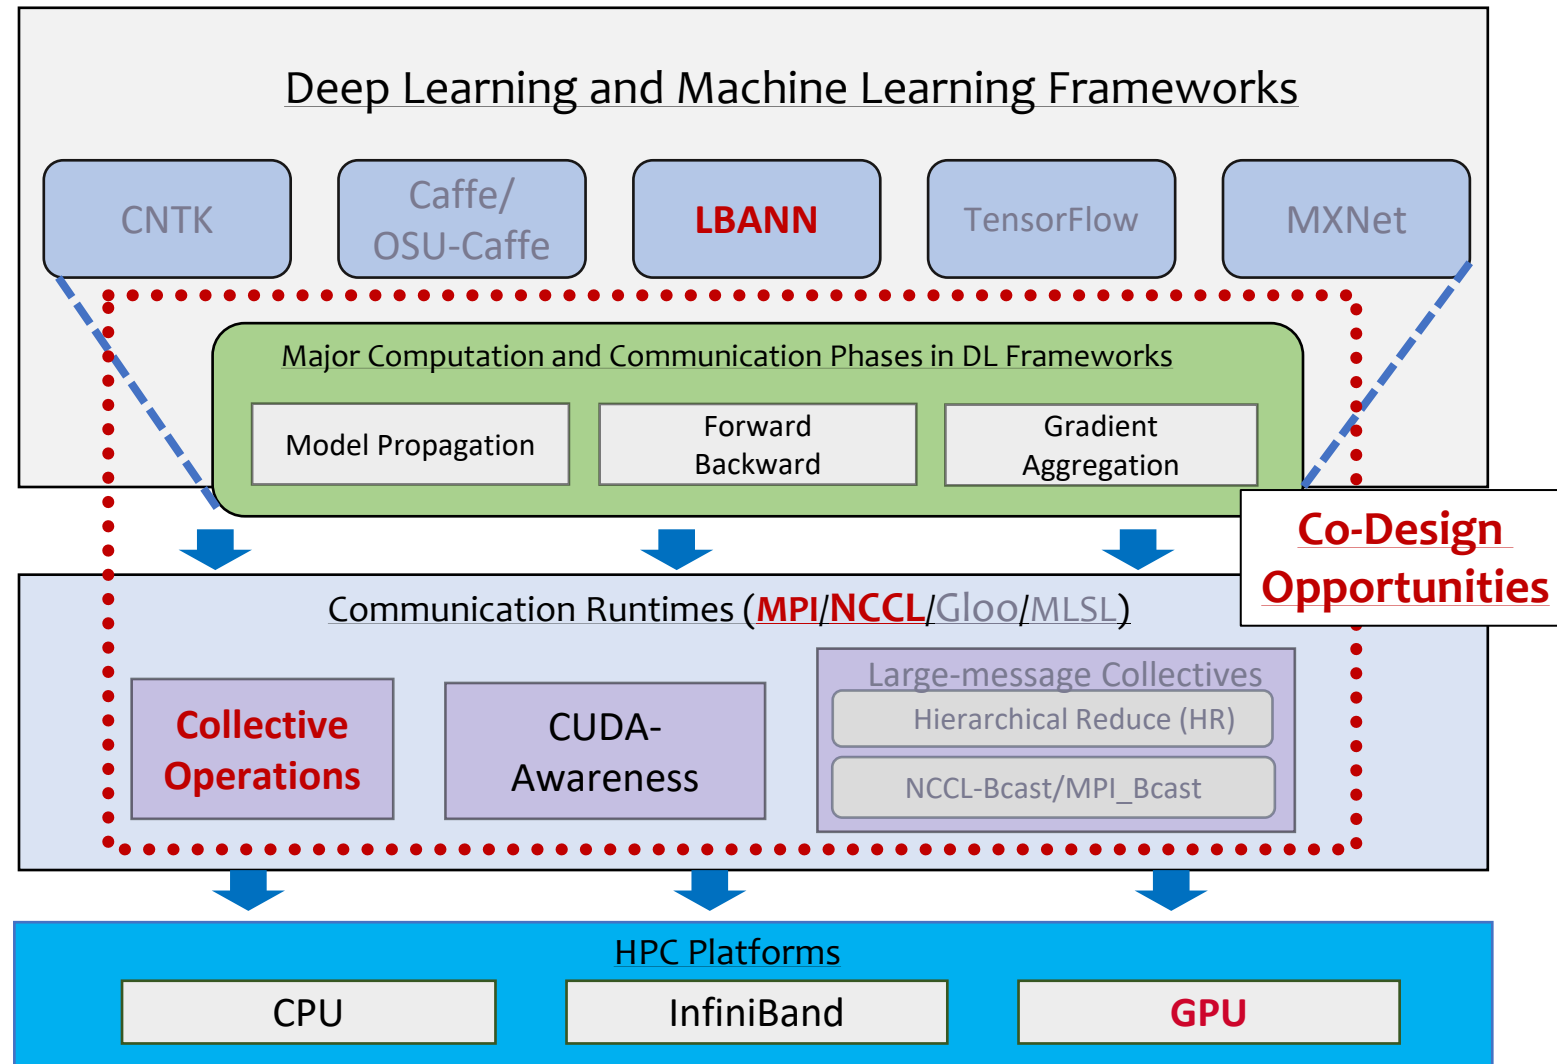 Deep Learning and Machine Learning Frameworks
CNTK
Caffe/
OSU-Caffe
LBANN
TensorFlow
MXNet
Major Computation and Communication Phases in DL Frameworks
Model Propagation
Forward
Backward
Gradient
Aggregation
Co-Design
Opportunities
Communication Runtimes (MPI/NCCL/Gloo/MLSL)
Collective
Operations
CUDA-
Awareness
Large-message Collectives
Hierarchical Reduce (HR)
NCCL-Bcast/MPI_Bcast
HPC Platforms
CPU
InfiniBand
GPU